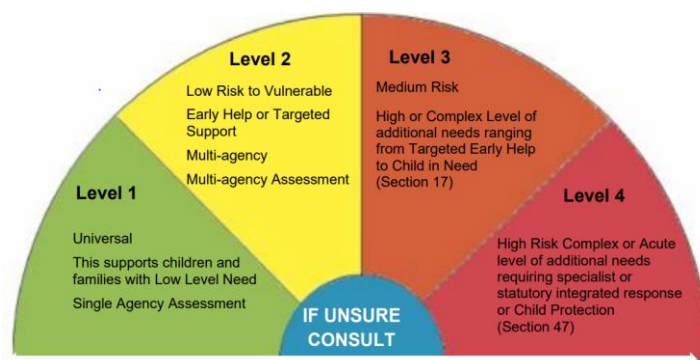 Level 1
Universal
This supports children and
families with Low Level Need
Single Agency Assessment
Level 2
Low Risk to Vulnerable
Early Help or Targeted
Support
Multi-agency
Multi-agency Assessment
Level 3
Medium Risk
High or Complex Level of
additional needs ranging
from Targeted Early Help
to Child in Need
(Section 17)
Level 4
High Risk Complex or Acute
level of additional needs
requiring specialist or
statutory integrated response
or Child Protection
(Section 47)
IF UNSURE
CONSULT